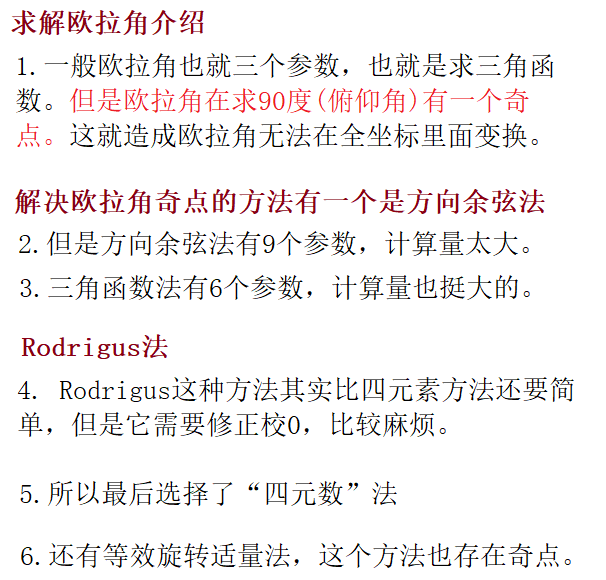 求解欧拉角介绍
1.一般欧拉角也就三个参数，也就是求三角函
数。但是欧拉角在求90度(俯仰角)有一个奇
点。这就造成欧拉角无法在全坐标里面变换。
解决欧拉角奇点的方法有一个是方向余弦法
2.但是方向余弦法有9个参数，计算量太大。
3.三角函数法有6个参数，计算量也挺大的。
Rodrigus法
4. Rodrigus这种方法其实比四元素方法还要简
单，但是它需要修正校0，比较麻烦。
5.所以最后选择了“四元数”法
6.还有等效旋转适量法，这个方法也存在奇点。